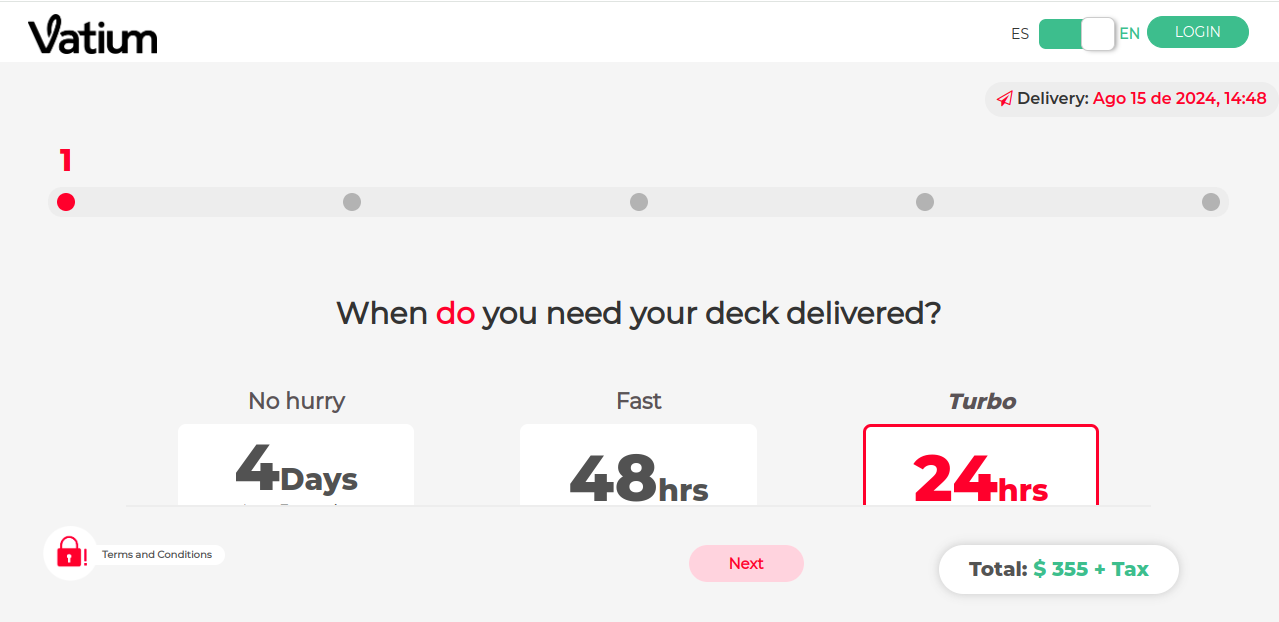 Vatium
ES EN LOGIN
Delivery: Ago 15 de 2024, 14:48
1
When do you need your deck delivered?
No hurry Fast Turbo
4Days 48hrs 24hrs
Terms and Conditions
Next
Total: $ 355 + Tax